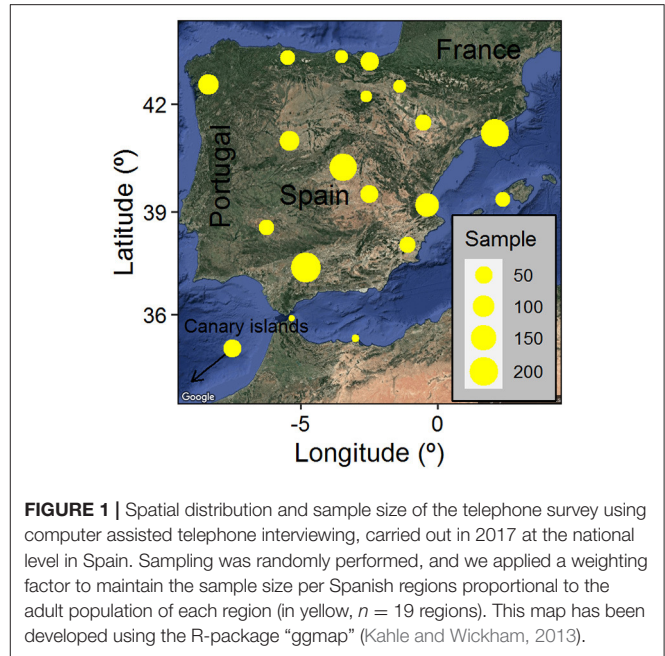 France
42
Portugal
Spain
Latitude (º)
39
Sample
50
100
150
200
36
Canary islands
Google
-5
0
Longitude (º)
FIGURE 1 | Spatial distribution and sample size of the telephone survey using
computer assisted telephone interviewing, carried out in 2017 at the national
level in Spain. Sampling was randomly performed, and we applied a weighting
factor to maintain the sample size per Spanish regions proportional to the
adult population of each region (in yellow, n = 19 regions). This map has been
developed using the R-package “ggmap” (Kahle and Wickham, 2013).